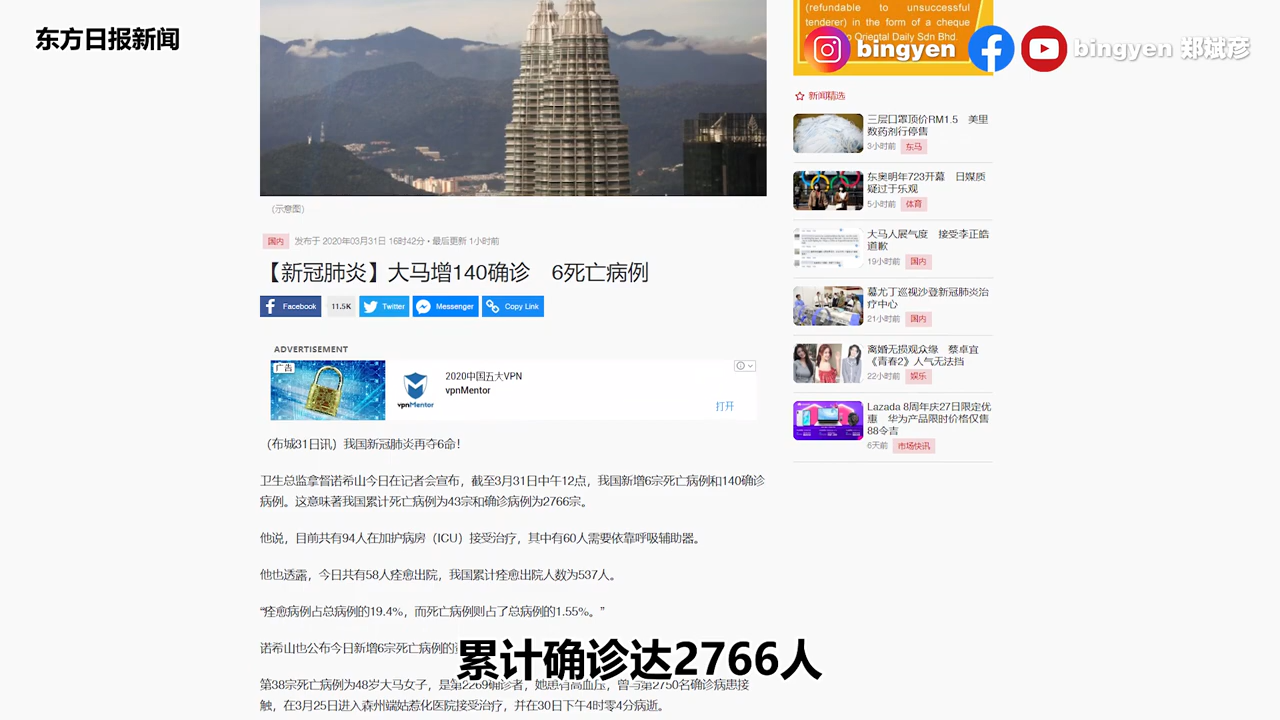 东方日报新闻
(refundable to unsuccessful
tenderer) in the form of a cheque
Oriental Daily Sdn Bhd.
bingyen
bingyen 郑斌彦
（示意图）
国内 发布于 2020年03月31日 16时42分 • 最后更新 1小时前
【新冠肺炎】大马增140确诊 6死亡病例
Facebook 11.5K Twitter Messenger Copy Link
ADVERTISEMENT
广告
2020中国五大VPN
vpnMentor
vpnMentor
打开
（布城31日讯）我国新冠肺炎再夺6命！
卫生总监拿督诺希山今日在记者会宣布，截至3月31日中午12点，我国新增6宗死亡病例和140确诊
病例。这意味著我国累计死亡病例为43宗和确诊病例为2766宗。
他说，目前共有94人在加护病房（ICU）接受治疗，其中有60人需要依靠呼吸辅助器。
他也透露，今日共有58人痊愈出院，我国累计痊愈出院人数为537人。
“痊愈病例占总病例的19.4%，而死亡病例则占了总病例的1.55%。”
诺希山也公布今日新增6宗死亡病例的
累计确诊达2766人
第38宗死亡病例为48岁大马女子，是第2269确诊者，她患有高血压，曾与第2750名确诊病患接
触，在3月25日进入森州端姑惹化医院接受治疗，并在30日下午4时零4分病逝。
新闻精选
三层口罩顶价RM1.5 美里
数药剂行停售
3小时前 东马
东奥明年723开幕 日媒质
疑过于乐观
5小时前 体育
大马人展气度 接受李正皓
道歉
19小时前 国内
慕尤丁巡视沙登新冠肺炎治
疗中心
21小时前 国内
离婚无损观众缘 蔡卓宜
《青春2》人气无法挡
22小时前 娱乐
Lazada 8周年庆27日限定优
惠 华为产品限时价格仅售
88令吉
6天前 市场快讯